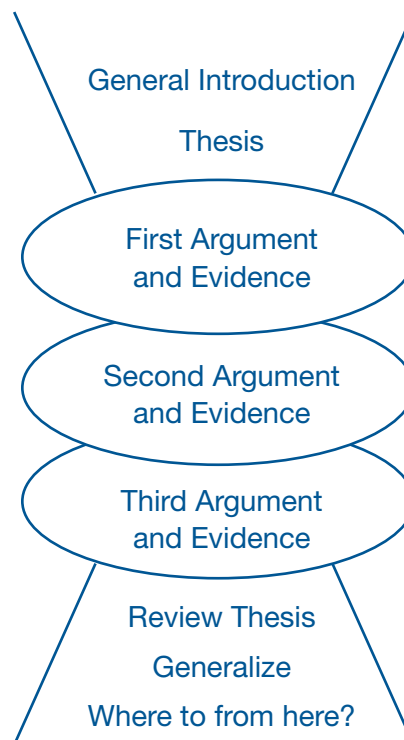 General Introduction
Thesis
First Argument
and Evidence
Second Argument
and Evidence
Third Argument
and Evidence
Review Thesis
Generalize
Where to from here?